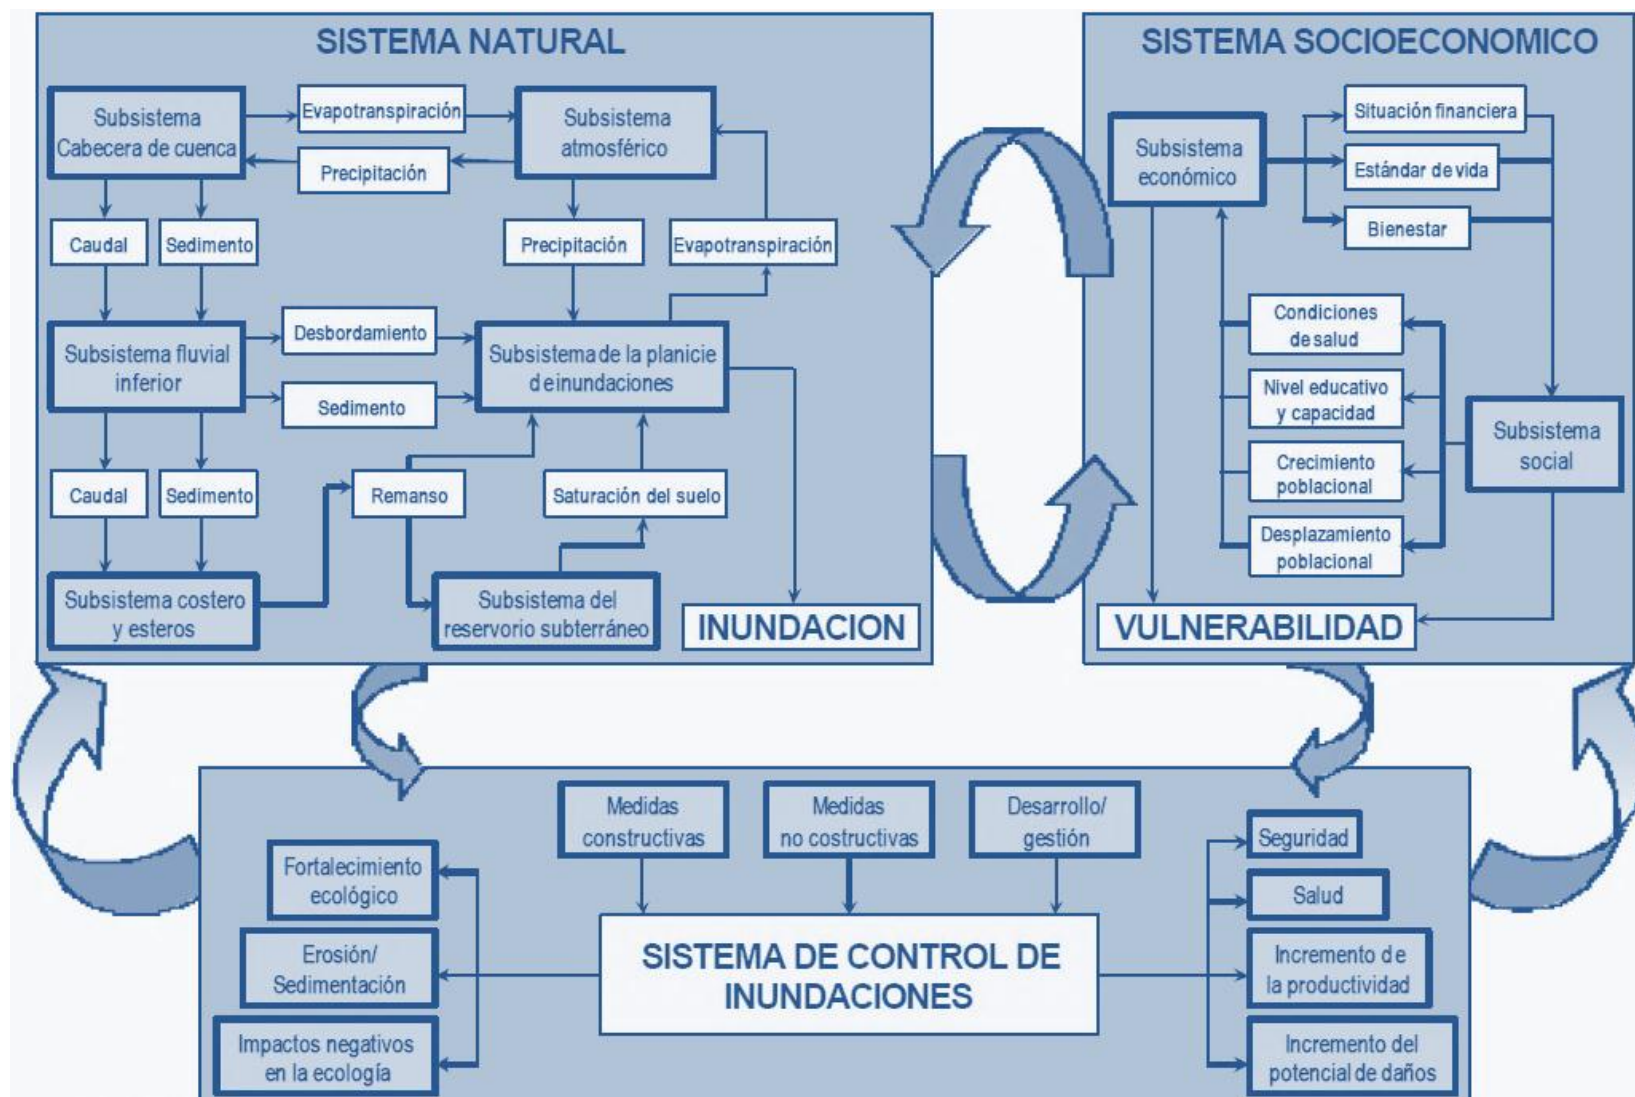 SISTEMA NATURAL
Subsistema
Cabecera de cuenca
Evapotranspiración
Precipitación
Subsistema
atmosférico
Caudal
Sedimento
Precipitación
Evapotranspiración
Subsistema fluvial
inferior
Desbordamiento
Sedimento
Subsistema de la planicie
de inundaciones
Caudal
Sedimento
Remanso
Saturación del suelo
Subsistema costero
y esteros
Subsistema del
reservorio subterráneo
INUNDACION
SISTEMA SOCIOECONOMICO
Subsistema
económico
Situación financiera
Estándar de vida
Bienestar
Condiciones
de salud
Nivel educativo
y capacidad
Crecimiento
poblacional
Desplazamiento
poblacional
Subsistema
social
VULNERABILIDAD
Medidas
constructivas
Medidas
no costructivas
Desarrollo/
gestión
Fortalecimiento
ecológico
Erosión/
Sedimentación
Impactos negativos
en la ecología
SISTEMA DE CONTROL DE
INUNDACIONES
Seguridad
Salud
Incremento de
la productividad
Incremento del
potencial de daños